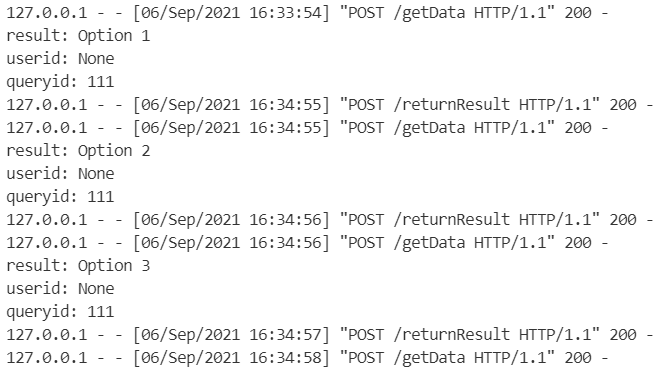 127.0.0.1 - - [06/Sep/2021 16:33:54] "POST /getData HTTP/1.1" 200 -
result: Option 1
userid: None
queryid: 111
127.0.0.1 - - [06/Sep/2021 16:34:55] "POST /returnResult HTTP/1.1" 200 -
127.0.0.1 - - [06/Sep/2021 16:34:55] "POST /getData HTTP/1.1" 200 -
result: Option 2
userid: None
queryid: 111
127.0.0.1 - - [06/Sep/2021 16:34:56] "POST /returnResult HTTP/1.1" 200 -
127.0.0.1 - - [06/Sep/2021 16:34:56] "POST /getData HTTP/1.1" 200 -
result: Option 3
userid: None
queryid: 111
127.0.0.1 - - [06/Sep/2021 16:34:57] "POST /returnResult HTTP/1.1" 200 -
127.0.0.1 - - [06/Sep/2021 16:34:58] "POST /getData HTTP/1.1" 200 -